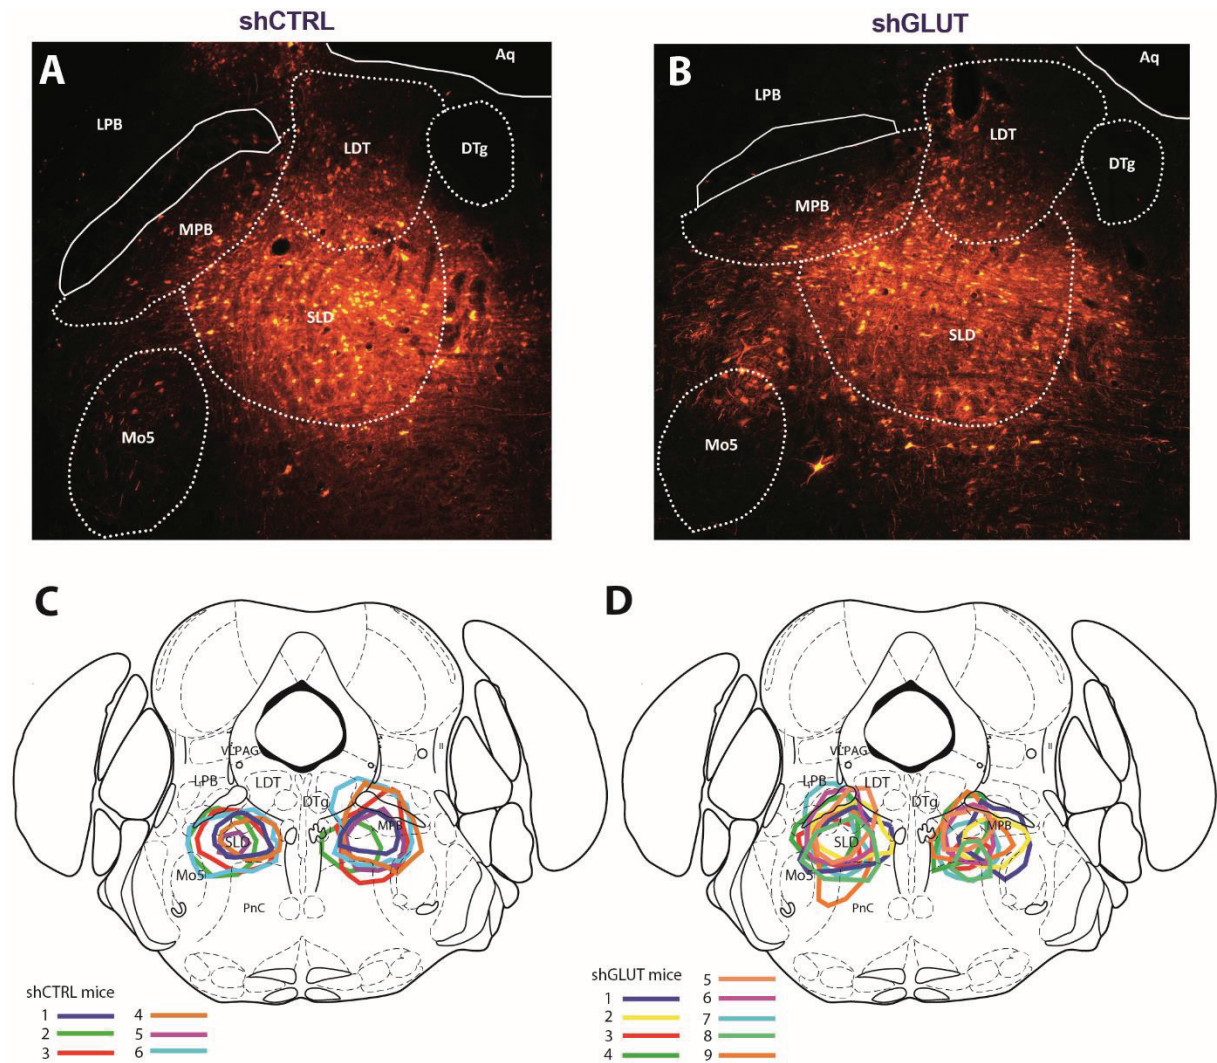 shCTRL
shGLUT
A
Aq
LPB
LDT
DTg
MPB
SLD
Mo5
B
Aq
LPB
LDT
DTg
MPB
SLD
Mo5
C
VLPAG
LPB
LDT
DTg
MPB
SLD
Mo5
PnC
shCTRL mice
1 4
2 5
3 6
D
VLPAG
LPB
LDT
DTg
MPB
SLD
Mo5
PnC
shGLUT mice
5
1 6
2 7
3 8
4 9